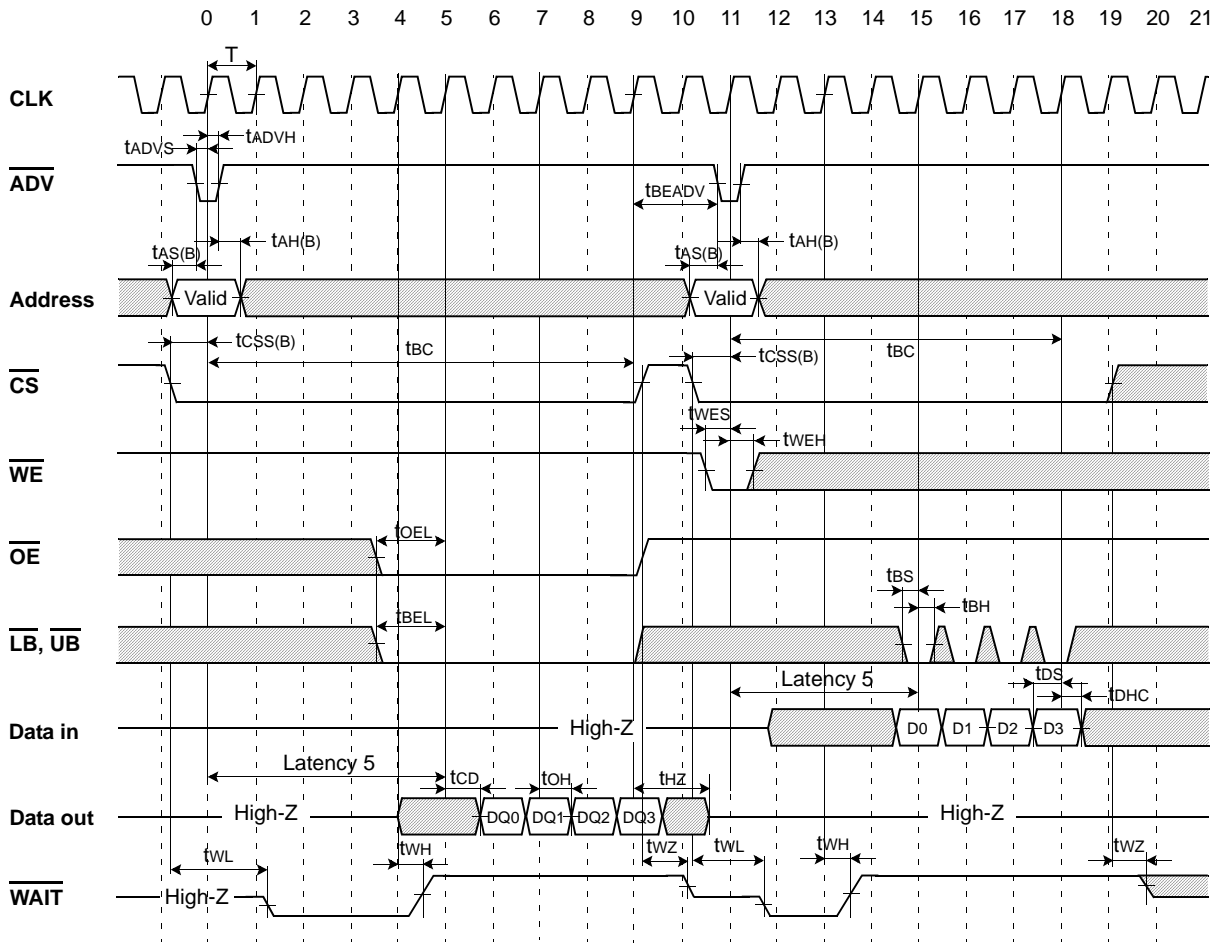 0 1 2 3 4 5 6 7 8 9 10 11 12 13 14 15 16 17 18 19 20 21
T
CLK
tADVH
tADVS
ADV
tBEADV
tAS(B) tAH(B) tAS(B) tAH(B)
Address Valid Valid
tCSS(B) tBC tCSS(B) tBC
CS
tWES
tWEH
WE
tOEL
OE
tBS
tBH
tBEL
LB, UB
Latency 5 tDS
tDHC
Data in High-Z D0 D1 D2 D3
Latency 5 tCD tOH tHZ
Data out High-Z DQ0 DQ1 DQ2 DQ3 High-Z
tWL tWH tWZ tWL tWH tWZ
WAIT High-Z